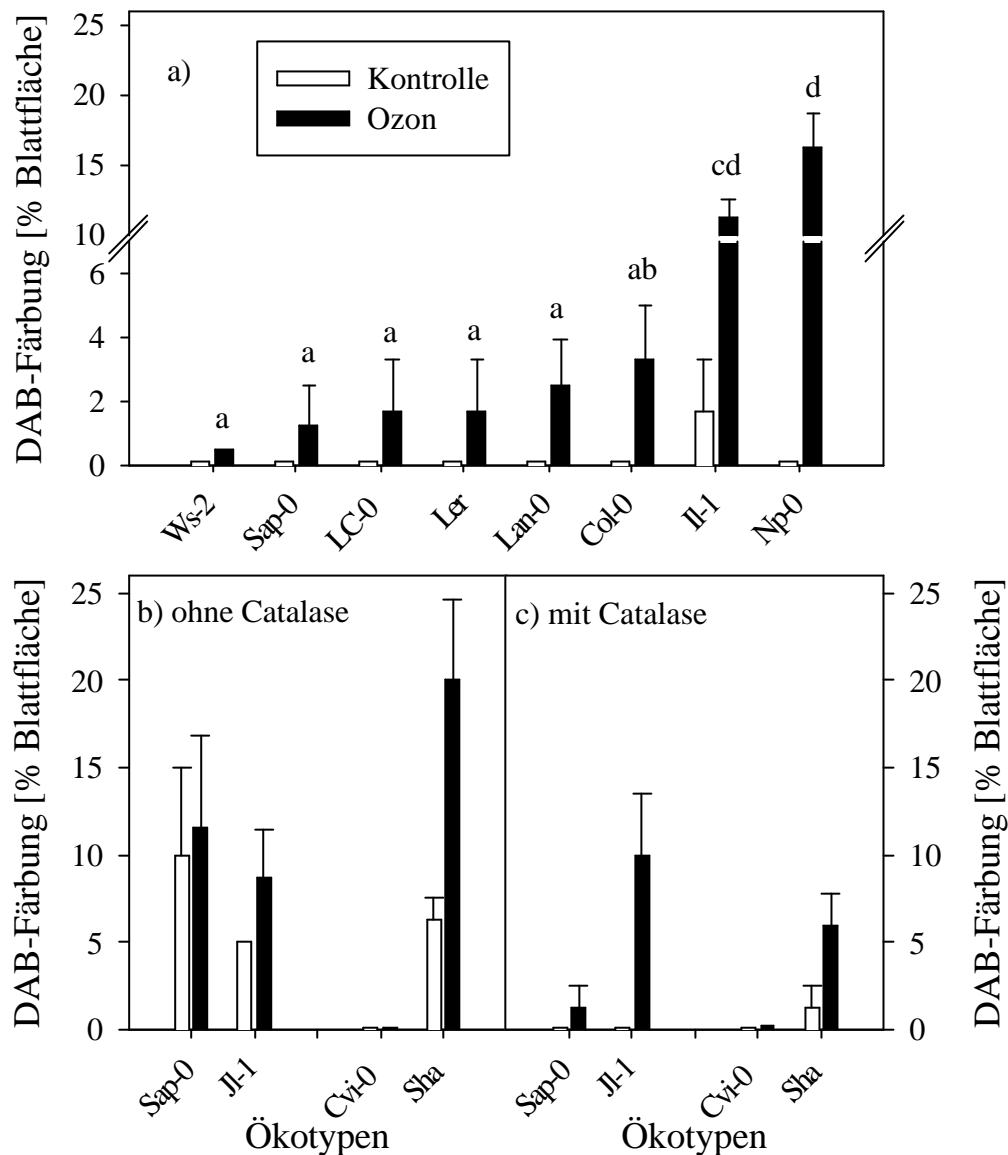 25
20
15
10
6
4
2
0
DAB-Färbung [% Blattfläche]
a)
Kontrolle
Ozon
a
a
a
a
a
ab
cd
d
Ws-2
Sap-0
LC-0
Ler
Lan-0
Col-0
Il-1
Np-0
25
20
15
10
5
0
DAB-Färbung [% Blattfläche]
b) ohne Catalase
Sap-0
Jl-1
Cvi-0
Sha
Ökotypen
c) mit Catalase
Sap-0
Jl-1
Cvi-0
Sha
Ökotypen
25
20
15
10
5
0
DAB-Färbung [% Blattfläche]